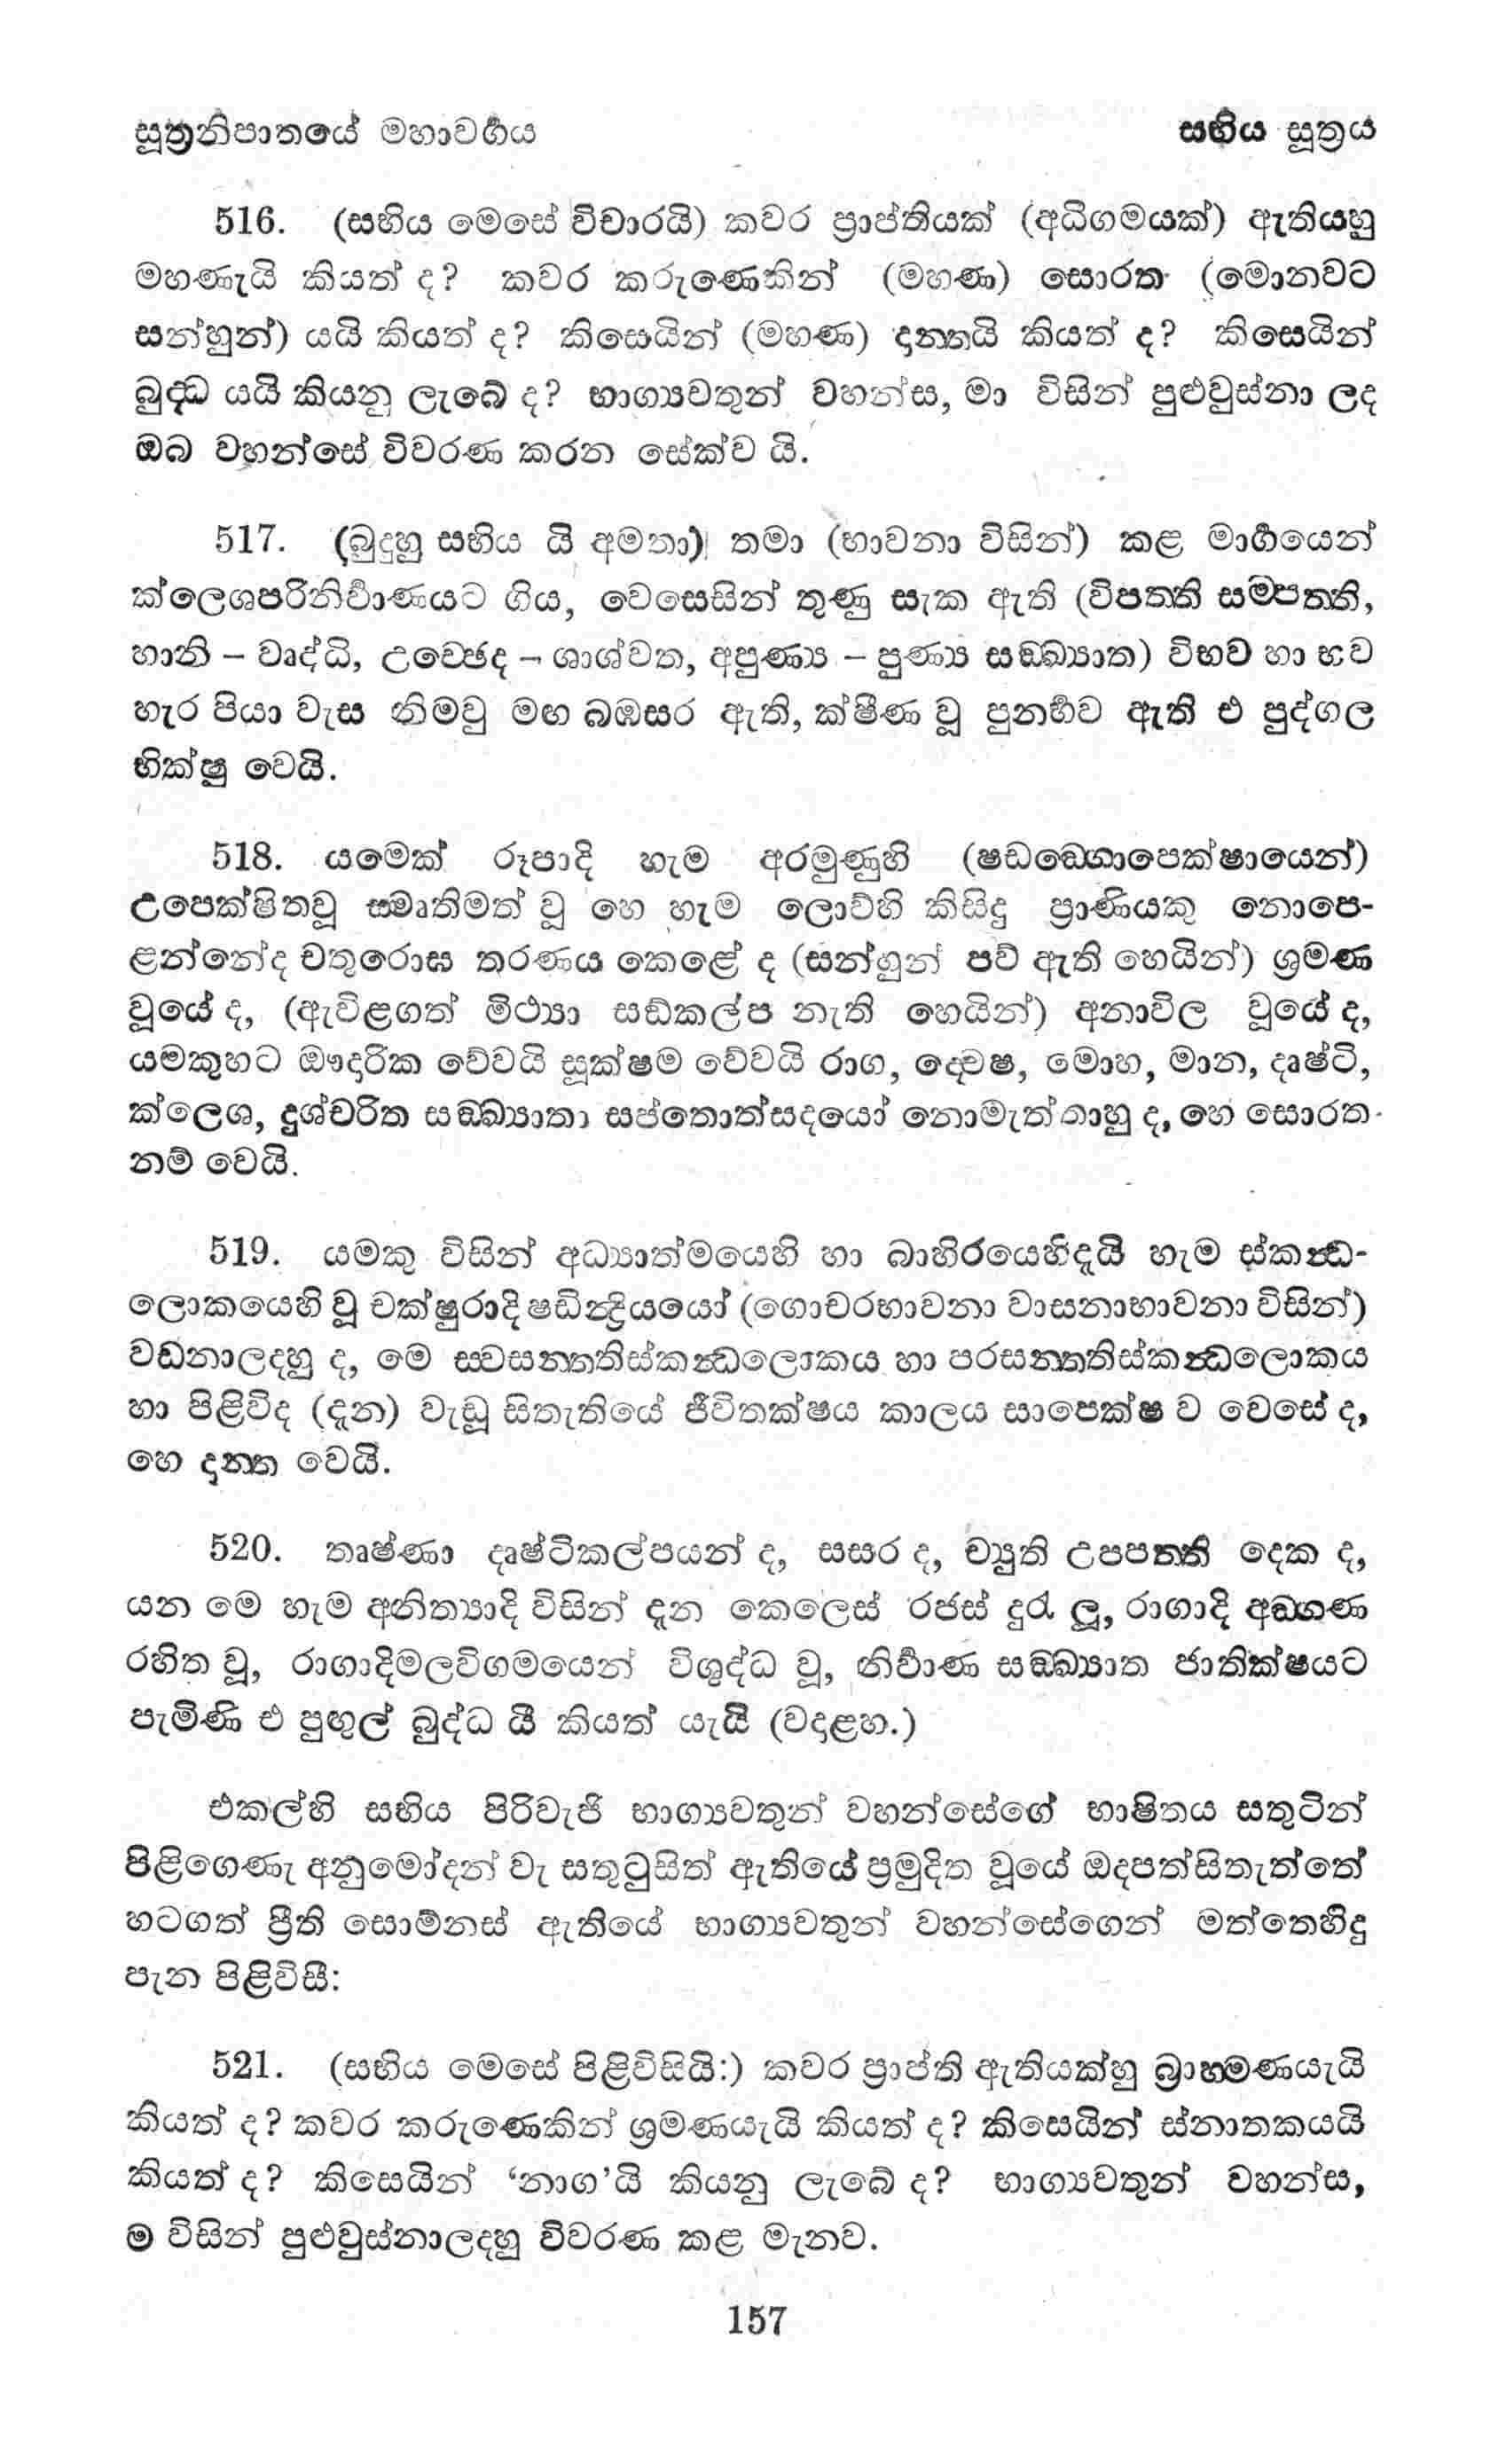 සූත්‍රනිපාතයේ මහාවර්‍ගය
සභිය සූත්‍රය
516. (සභිය මෙසේ විචාරයි) කවර ප්‍රාප්තියක් (අධිගමයක්) ඇතියහු
මහණැයි කියත් ද? කවර කරුණෙකින් (මහණ) සොරත (මොනවට
සන්හුන්) යයි කියත් ද? කිසෙයින් (මහණ) දාන්‍තයි කියත් ද? කිසෙයින්
බුද්‍ධ යයි කියනු ලැබේ ද? භාග්‍යවතුන් වහන්ස, මා විසින් පුළුවුස්නා ලද
ඔබ වහන්සේ විවරණ කරන සේක්ව යි.
517. (බුදුහු සභිය යි අමතා) තමා (භාවනා විසින්) කළ මාර්‍ගයෙන්
ක්ලෙශපරිනිර්‍වාණයට ගිය, වෙසෙසින් තුණු සැක ඇති (විපත්‍ති සම්පත්‍ති,
හානි – වෘද්ධි, උච්ඡෙද – ශාශ්වත, අපුණ්‍ය – පුණ්‍ය සඞ්ඛ්‍යාත) විභව හා භව
හැර පියා වැස නිමවූ මඟ බඹසර ඇති, ක්ෂීණ වූ පුනර්‍භව ඇති එ පුද්ගල
භික්ෂු වෙයි.
518. යමෙක් රූපාදි හැම අරමුණුහි (ෂඩඞ්ගොපෙක්ෂායෙන්)
උපෙක්ෂිතවූ ස්මෘතිමත් වූ හෙ හැම ලොව්හි කිසිදු ප්‍රාණියකු නොපෙ-
ළන්නේද චතුරොඝ තරණය කෙළේ ද (සන්හුන් පව් ඇති හෙයින්) ශ්‍රමණ
වූයේ ද, (ඇවිළගත් මිථ්‍යා සඞ්කල්ප නැති හෙයින්) අනාවිල වූයේ ද,
යමකුහට ඖදාරික වේවයි සූක්ෂම වේවයි රාග, ද්වෙෂ, මොහ, මාන, දෘෂ්ටි,
ක්ලෙශ, දුශ්චරිත සඞ්ඛ්‍යාත සප්තොත්සදයෝ නොමැත්තාහු ද, හෙ සොරත
නම් වෙයි.
519. යමකු විසින් අධ්‍යාත්මයෙහි හා බාහිරයෙහිදැයි හැම ස්කන්‍ධ-
ලොකයෙහි වූ චක්ෂුරාදි ෂඩින්‍ද්‍රියයෝ (ගොචරභාවනා වාසනාභාවනා විසින්)
වඩනාලදහු ද, මෙ ස්වසන්තතිස්කන්‍ධලොකය හා පරසන්තතිස්කන්‍ධලොකය
හා පිළිවිද (දැන) වැඩූ සිතැතියේ ජීවිතක්ෂය කාලය සාපෙක්ෂ ව වෙසේ ද,
හෙ දාන්‍ත වෙයි.
520. තෘෂ්ණා දෘෂ්ටිකල්පයන් ද, සසර ද, ච්‍යුති උපපත්‍ති දෙක ද,
යන මෙ හැම අනිත්‍යාදි විසින් දැන කෙලෙස් රජස් දුරැ ලූ, රාගාදි අඞ්ගණ
රහිත වූ, රාගාදිමලවිගමයෙන් විශුද්ධ වූ, නිර්‍වාණ සඞ්ඛ්‍යාත ජාතික්ෂයට
පැමිණි එ පුඟුල් බුද්ධ යි කියත් යැයි (වදාළහ.)
එකල්හි සභිය පිරිවැජි භාග්‍යවතුන් වහන්සේගේ භාෂිතය සතුටින්
පිළිගෙණැ අනුමෝදන් වැ සතුටුසිත් ඇතියේ ප්‍රමුදිත වූයේ ඔදපත්සිතැත්තේ
හටගත් ප්‍රීති සොම්නස් ඇතියේ භාග්‍යවතුන් වහන්සේගෙන් මත්තෙහිදු
පැන පිළිවිසී:
521. (සභිය මෙසේ පිළිවිසියි:) කවර ප්‍රාප්ති ඇතියක්හු බ්‍රාහ්මණයැයි
කියත් ද? කවර කරුණෙකින් ශ්‍රමණයැයි කියත් ද? කිසෙයින් ස්නාතකයයි
කියත් ද? කිසෙයින් ‘නාග’යි කියනු ලැබේ ද? භාග්‍යවතුන් වහන්ස,
ම විසින් පුළුවුස්නාලදහු විවරණ කළ මැනව.
157